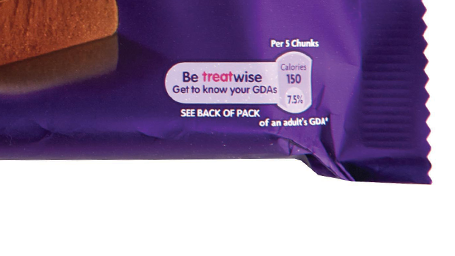 Per 5 Chunks
Be treatwise
Get to know your GDAs
Calories
150
7.5%
SEE BACK OF PACK
of an adult's GDA*